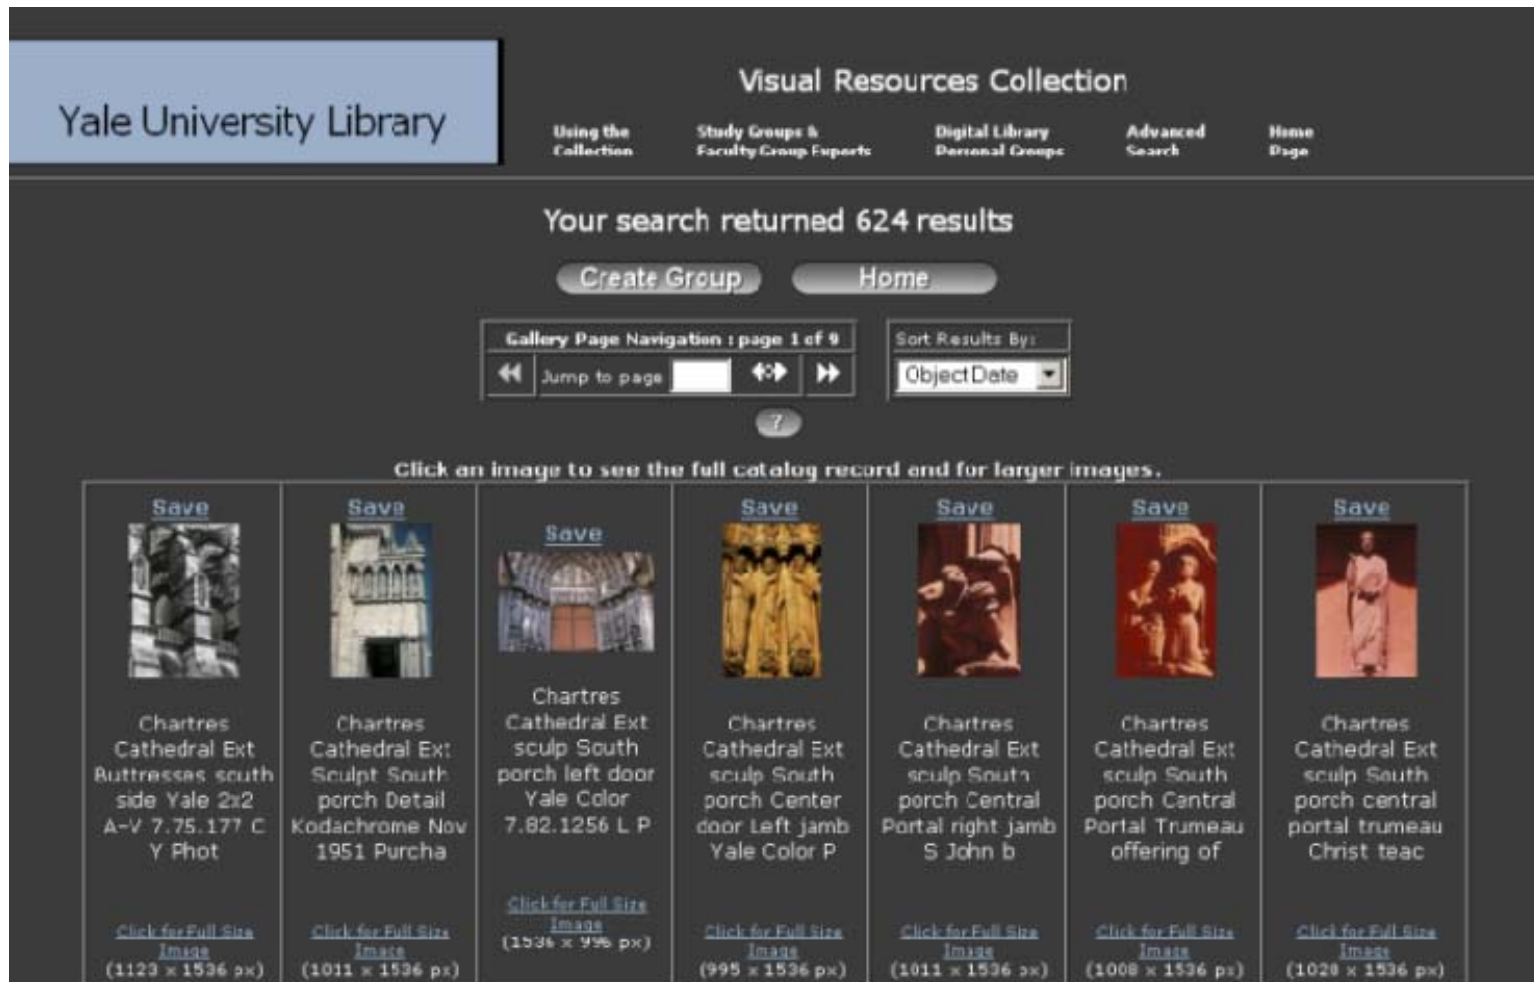 Yale University Library
Visual Resources Collection
Using the
Collection
Study Groups &
Faculty Group Exports
Digital Library
Personal Groups
Advanced
Search
Home
Page
Your search returned 624 results
Create Group
Home
Gallery Page Navigation : page 1 of 9
Jump to page
Sort Results By:
ObjectDate
?
Click an image to see the full catalog record and for larger images.
Save
Chartres
Cathedral Ext
Buttresses south
side Yale 2x2
A-V 7.75.177 C
Y Phot
Click for Full Size
Image
(1123 x 1536 px)
Save
Chartres
Cathedral Ext
Sculpt South
porch Detail
Kodachrome Nov
1951 Purcha
Click for Full Size
Image
(1011 x 1536 px)
Save
Chartres
Cathedral Ext
sculp South
porch left door
Yale Color
7.82.1256 L P
Click for Full Size
Image
(1536 x 996 px)
Save
Chartres
Cathedral Ext
sculp South
porch Center
door Left jamb
Yale Color P
Click for Full Size
Image
(995 x 1536 px)
Save
Chartres
Cathedral Ext
sculp South
porch Central
Portal right jamb
S John b
Click for Full Size
Image
(1011 x 1536 px)
Save
Chartres
Cathedral Ext
sculp South
porch Central
Portal Trumeau
offering of
Click for Full Size
Image
(1008 x 1536 px)
Save
Chartres
Cathedral Ext
sculp South
porch central
portal trumeau
Christ teac
Click for Full Size
Image
(1028 x 1536 px)